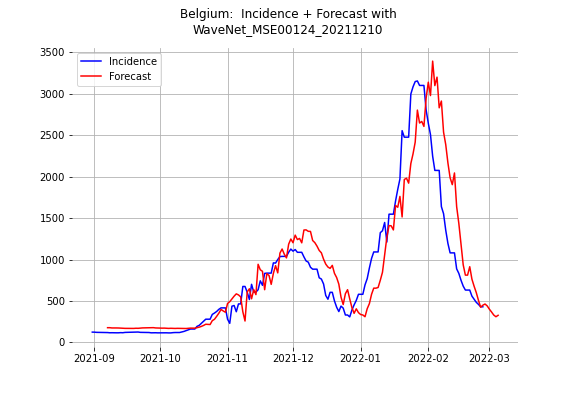 Belgium:  Incidence + Forecast with
WaveNet_MSE00124_20211210
Incidence
Forecast
3500
3000
2500
2000
1500
1000
500
0
2021-09 2021-10 2021-11 2021-12 2022-01 2022-02 2022-03